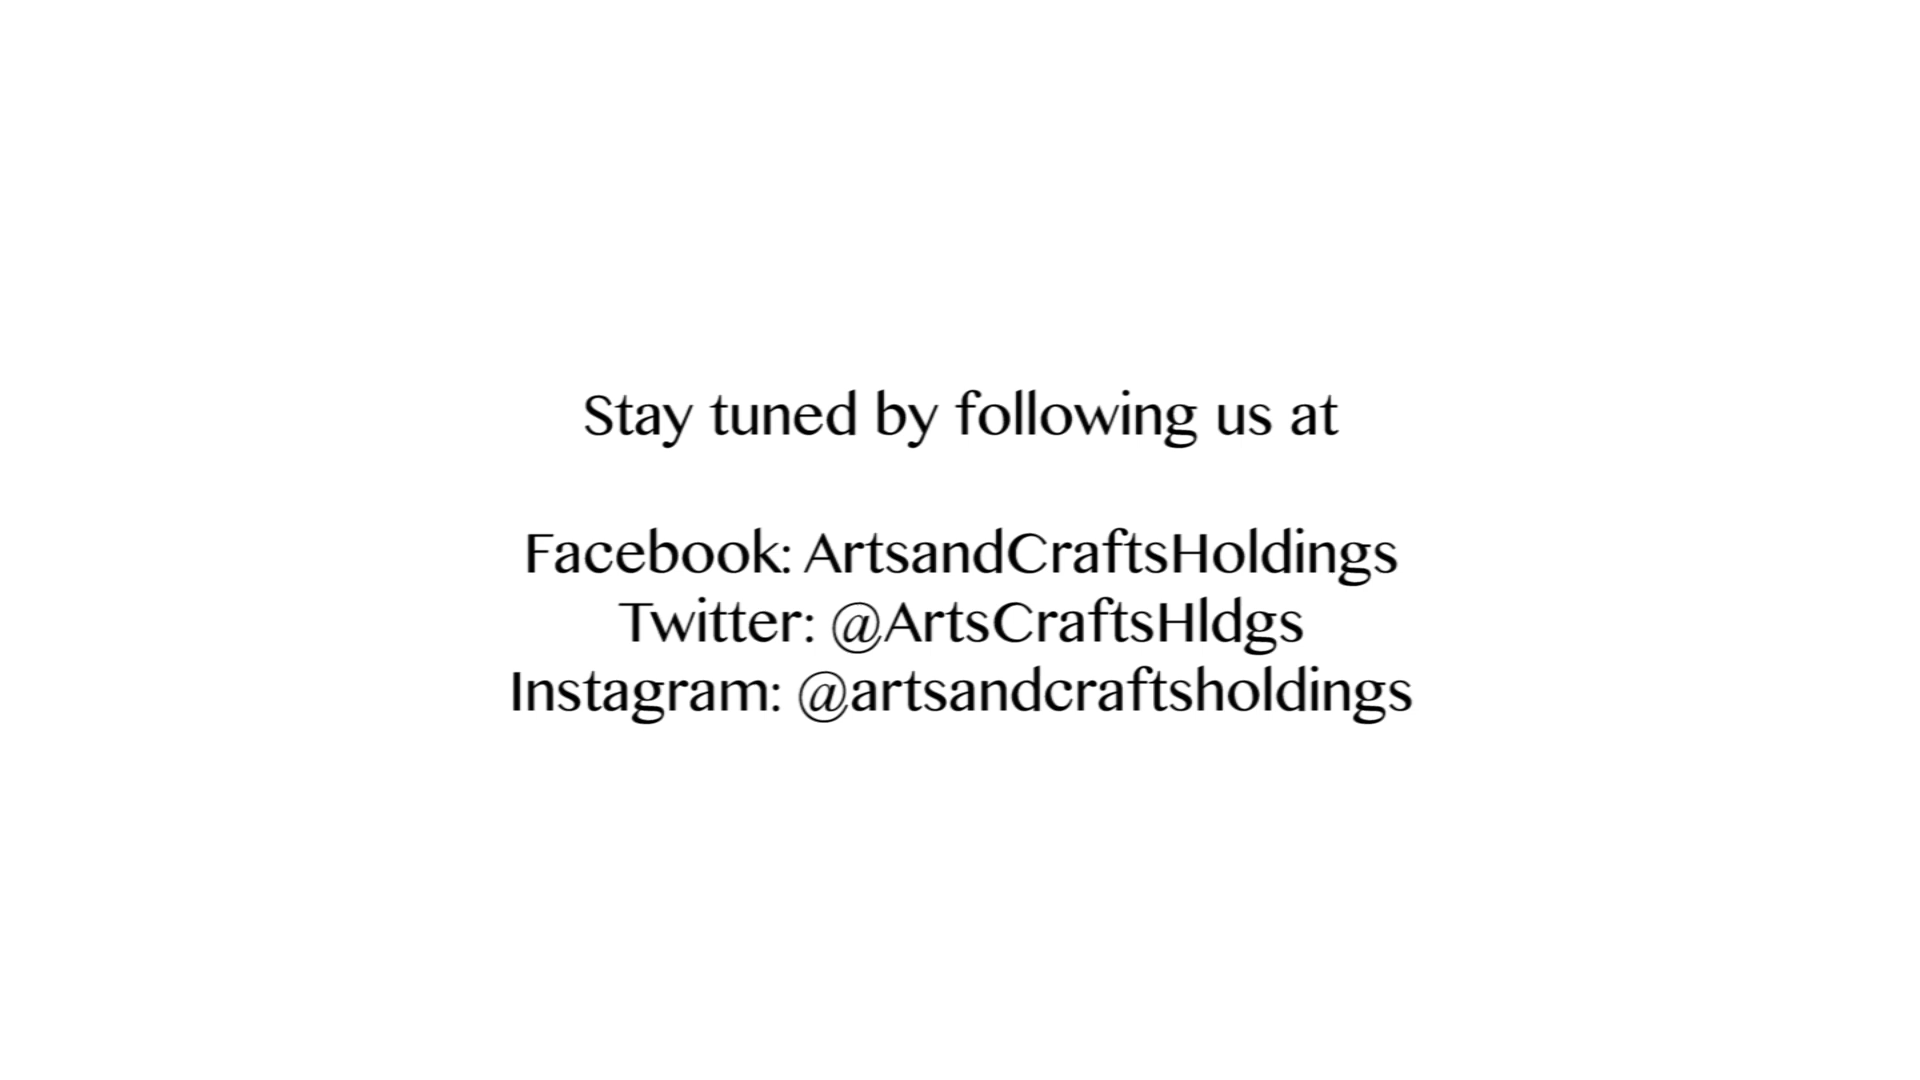 Stay tuned by following us at
Facebook: ArtsandCraftsHoldings
Twitter: @ArtsCraftsHldgs
Instagram: @artsandcraftsholdings